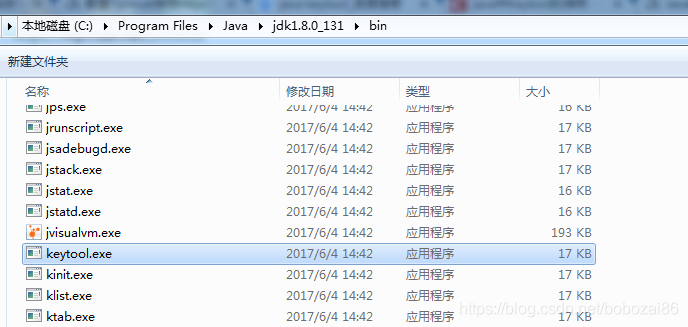 本地磁盘 (C:) ▸ Program Files ▸ Java ▸ jdk1.8.0_131 ▸ bin
新建文件夹
名称 修改日期 类型 大小
jps.exe 2017/6/4 14:42 应用程序 16 KB
jrunscript.exe 2017/6/4 14:42 应用程序 17 KB
jsadebugd.exe 2017/6/4 14:42 应用程序 17 KB
jstack.exe 2017/6/4 14:42 应用程序 17 KB
jstat.exe 2017/6/4 14:42 应用程序 16 KB
jstatd.exe 2017/6/4 14:42 应用程序 16 KB
jvisualvm.exe 2017/6/4 14:42 应用程序 193 KB
keytool.exe 2017/6/4 14:42 应用程序 17 KB
kinit.exe 2017/6/4 14:42 应用程序 17 KB
klist.exe 2017/6/4 14:42 应用程序 17 KB
ktab.exe 2017/6/4 14:42 应用程序 17 KB
https://blog.csdn.net/bobozai86